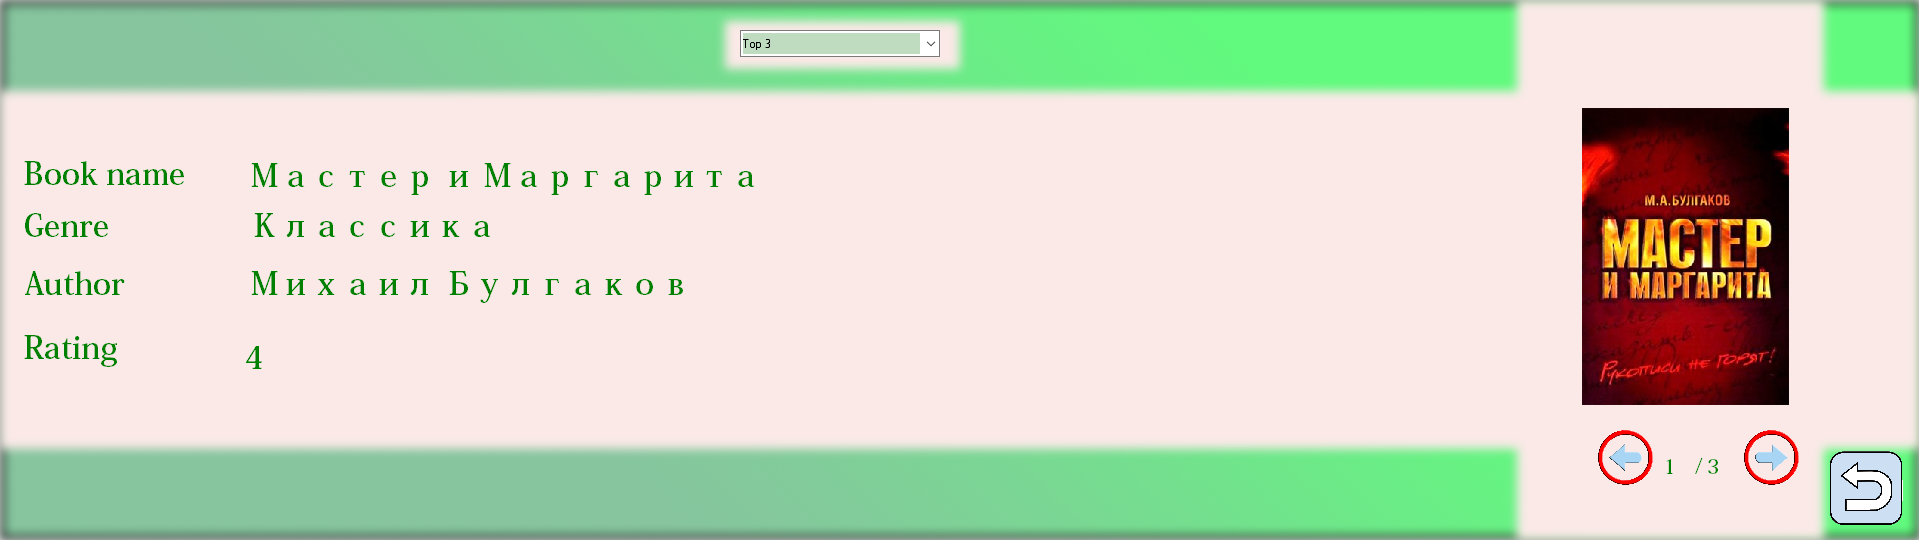 Top 3
Book name Мастер и Маргарита
Genre Классика
Author Михаил Булгаков
Rating 4
М.А.БУЛГАКОВ
МАСТЕР
И МАРГАРИТА
Рукописи не горят!
1 / 3